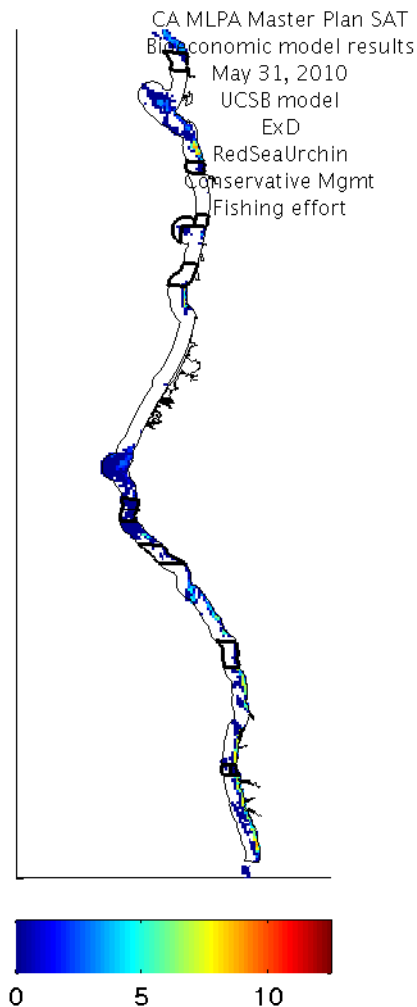 CA MLPA Master Plan SAT
Bioeconomic model results
May 31, 2010
UCSB model
ExD
RedSeaUrchin
Conservative Mgmt
Fishing effort
0 5 10